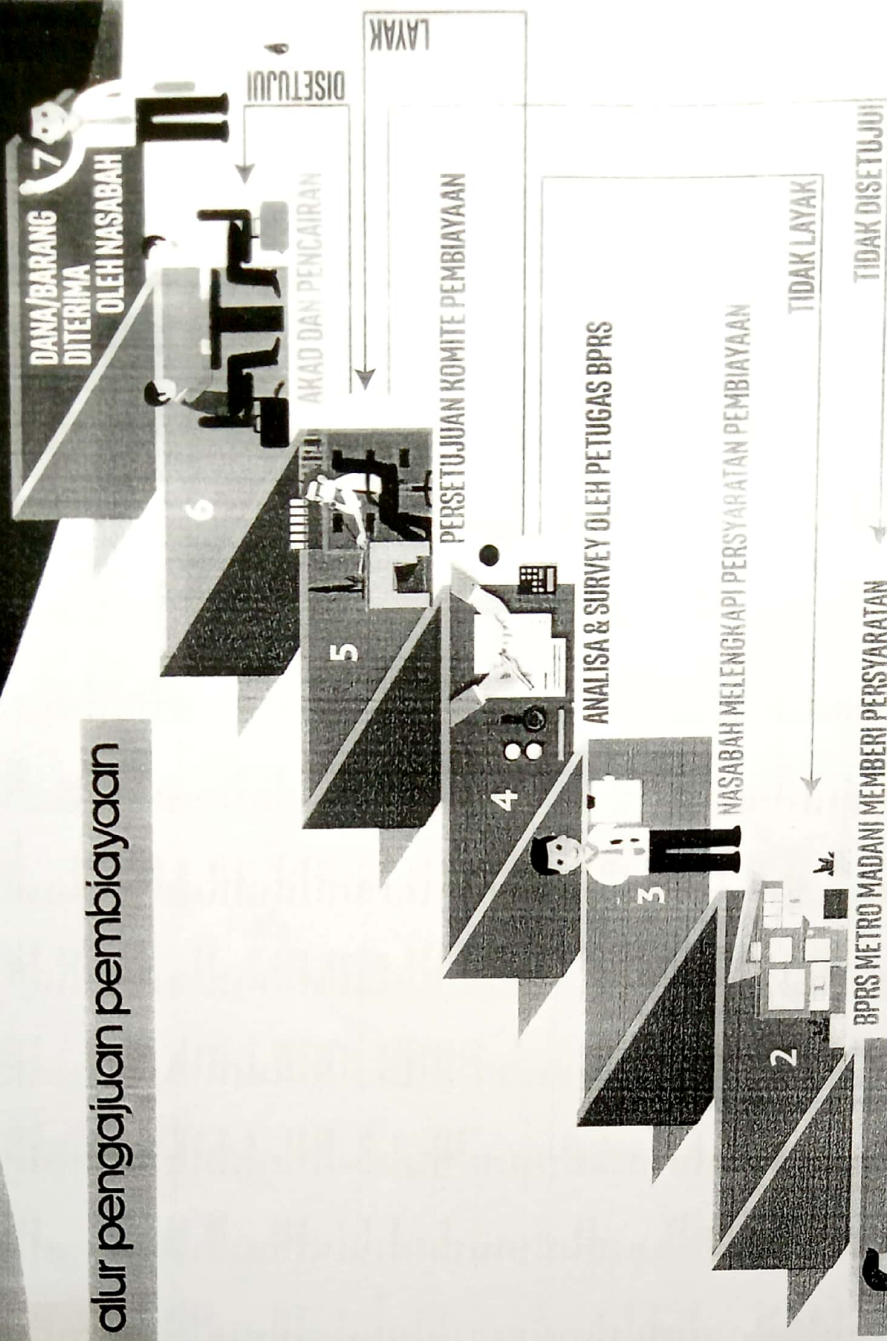 alur pengajuan pembiayaan
7
DANA/BARANG
DITERIMA
OLEH NASABAH
6
AKAD DAN PENCAIRAN
DISETUJUI
5
PERSETUJUAN KOMITE PEMBIAYAAN
LAYAK
4
ANALISA & SURVEY OLEH PETUGAS BPRS
3
NASABAH MELENGKAPI PERSYARATAN PEMBIAYAAN
TIDAK LAYAK
2
BPRS METRO MADANI MEMBERI PERSYARATAN
TIDAK DISETUJUI